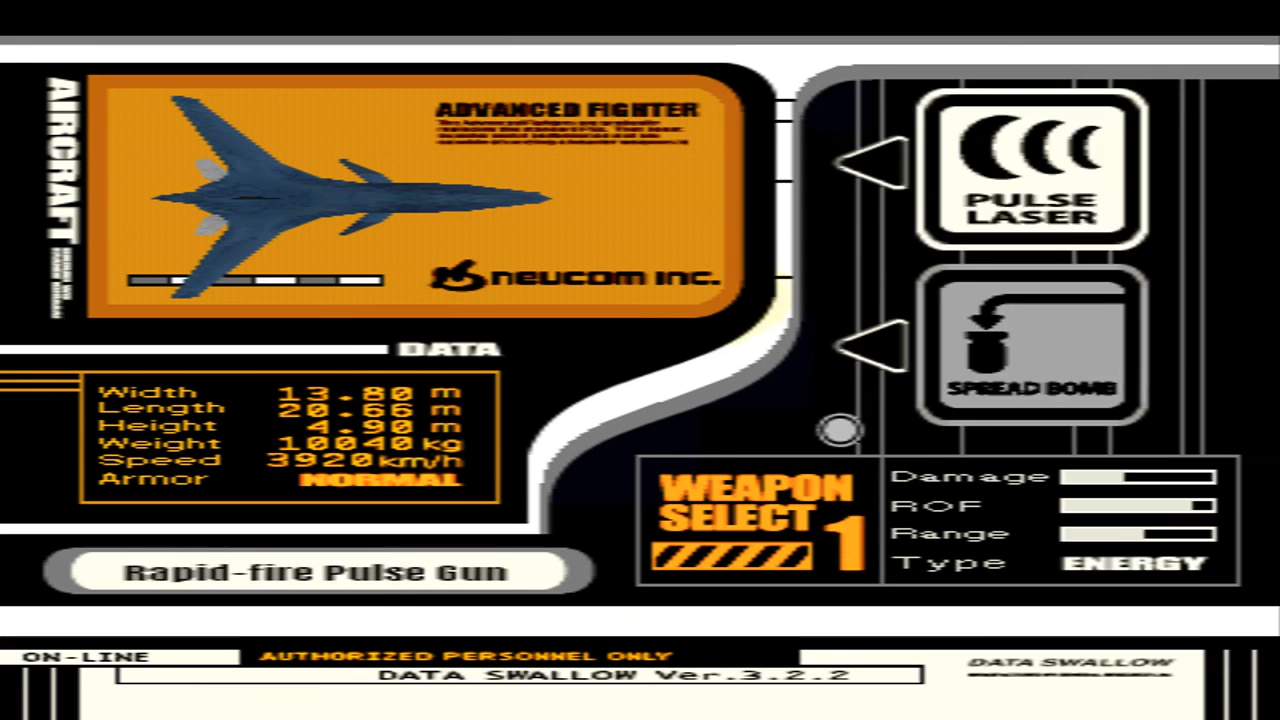 AIRCRAFT
ADVANCED FIGHTER
neucom inc.
DATA
Width 13.80 m
Length 20.66 m
Height 4.90 m
Weight 10040 kg
Speed 3920 km/h
Armor NORMAL
Rapid-fire Pulse Gun
PULSE
LASER
SPREAD BOMB
WEAPON
SELECT 1
Damage
ROF
Range
Type ENERGY
ON-LINE
AUTHORIZED PERSONNEL ONLY
DATA SWALLOW Ver.3.2.2
DATA SWALLOW